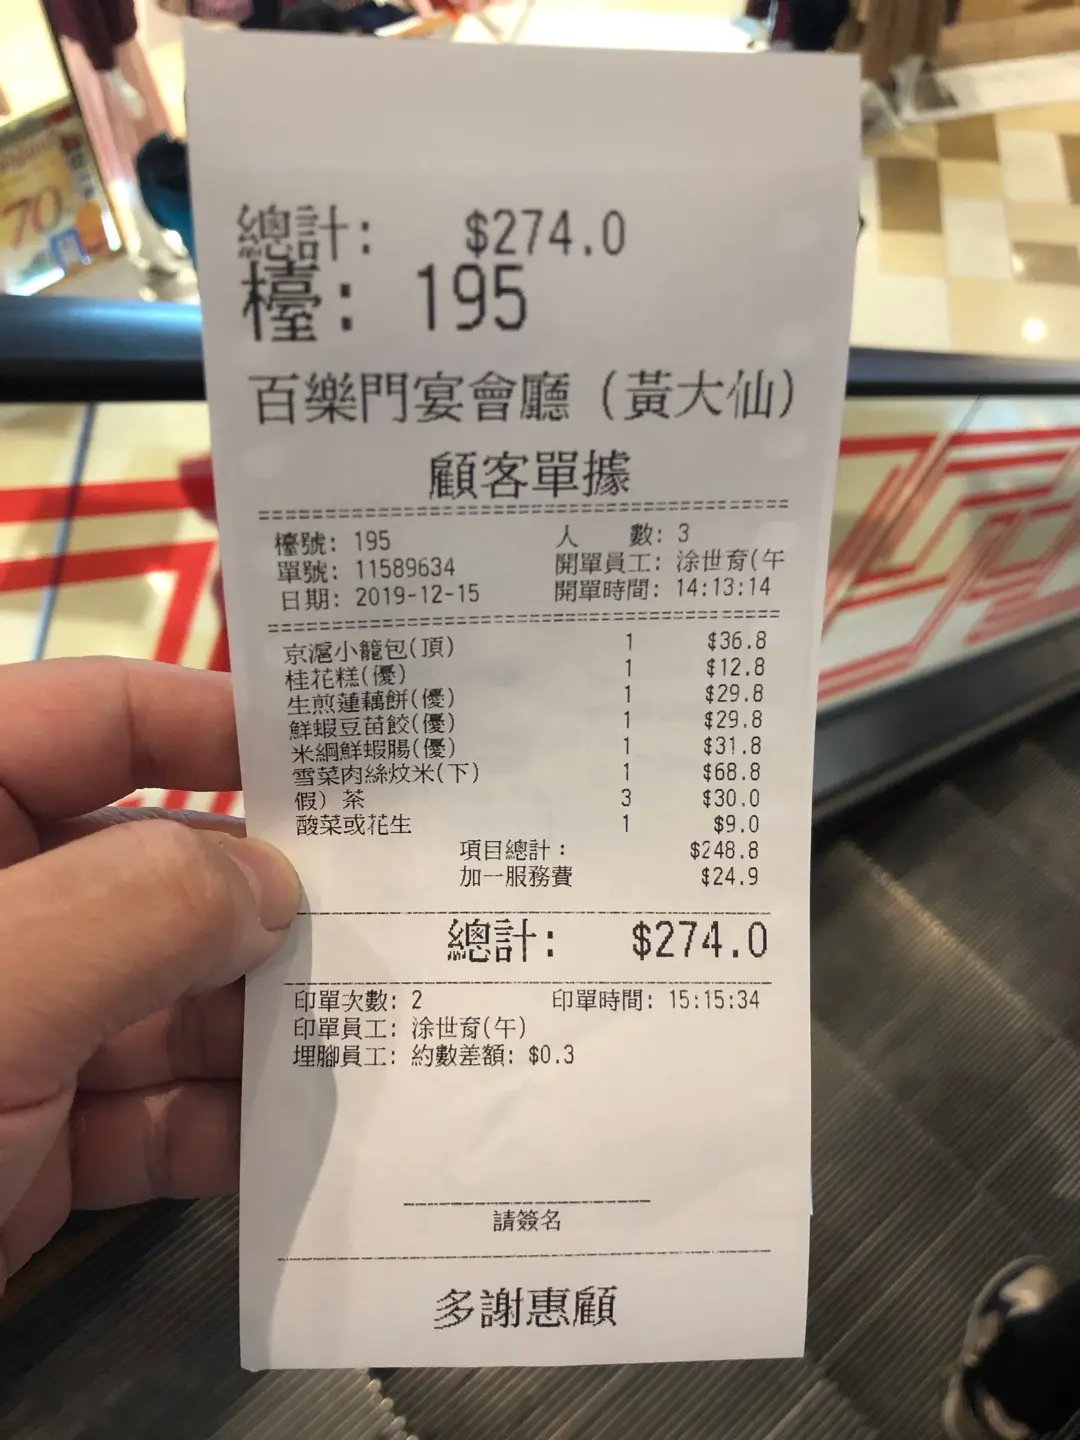 70
總計: $274.0
檯: 195
百樂門宴會廳(黃大仙)
顧客單據
檯號: 195 人 數: 3
單號: 11589634 開單員工: 涂世育(午
日期: 2019-12-15 開單時間: 14:13:14
京滬小籠包(頂) 1 $36.8
桂花糕(優) 1 $12.8
生煎蓮藕餅(優) 1 $29.8
鮮蝦豆苗餃(優) 1 $29.8
米綱鮮蝦腸(優) 1 $31.8
雪菜肉絲炆米(下) 1 $68.8
假) 茶 3 $30.0
酸菜或花生 1 $9.0
項目總計: $248.8
加一服務費 $24.9
總計: $274.0
印單次數: 2 印單時間: 15:15:34
印單員工: 涂世育(午)
埋腳員工: 約數差額: $0.3
請簽名
多謝惠顧